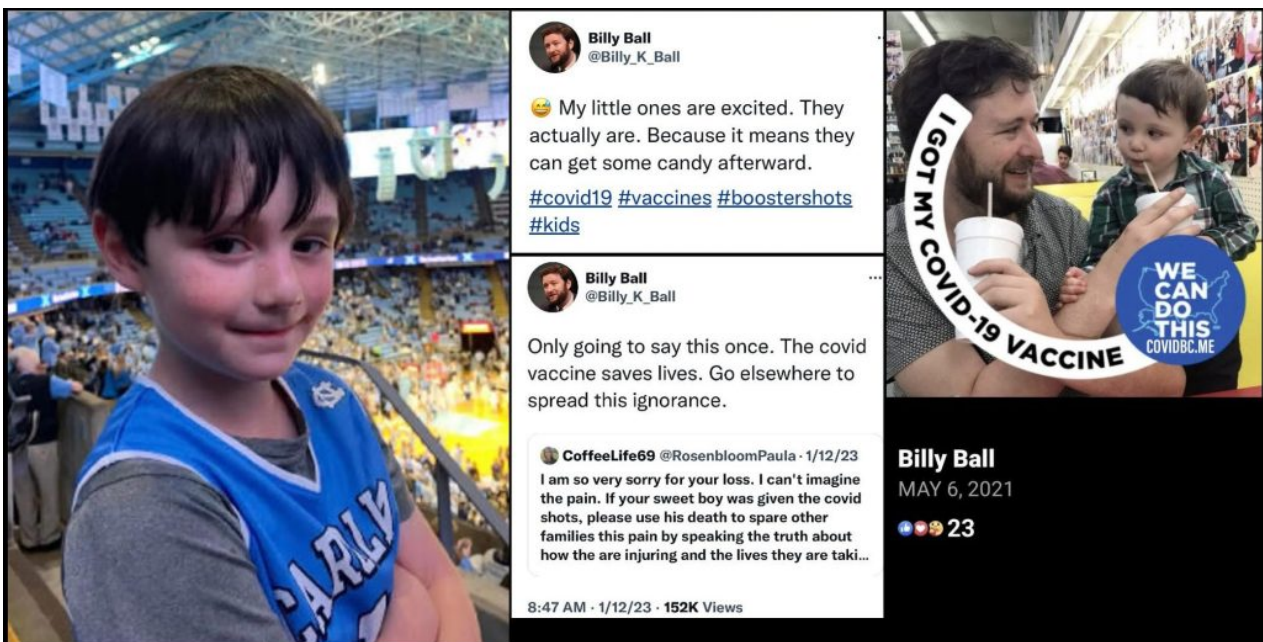 CAROLIN
Billy Ball
@Billy_K_Ball
😅 My little ones are excited. They
actually are. Because it means they
can get some candy afterward.
#covid19 #vaccines #boostershots
#kids
Billy Ball
@Billy_K_Ball
Only going to say this once. The covid
vaccine saves lives. Go elsewhere to
spread this ignorance.
CoffeeLife69 @RosenbloomPaula · 1/12/23
I am so very sorry for your loss. I can't imagine
the pain. If your sweet boy was given the covid
shots, please use his death to spare other
families this pain by speaking the truth about
how the are injuring and the lives they are taki...
8:47 AM · 1/12/23 · 152K Views
I GOT MY COVID-19 VACCINE
WE
CAN
DO
THIS
COVIDBC.ME
Billy Ball
MAY 6, 2021
23